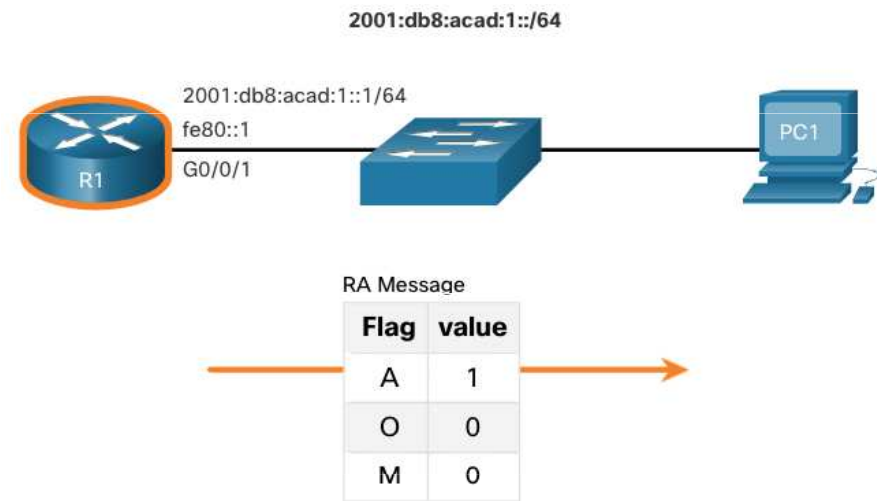 2001:db8:acad:1::/64
2001:db8:acad:1::1/64
fe80::1
G0/0/1
R1
PC1
RA Message
Flag value
A 1
O 0
M 0